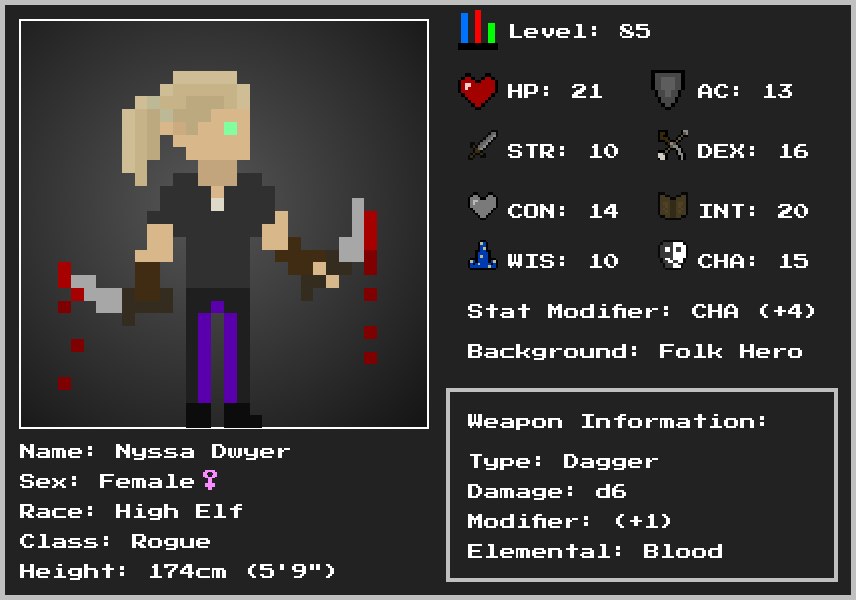 Level: 85
HP: 21 AC: 13
STR: 10 DEX: 16
CON: 14 INT: 20
WIS: 10 CHA: 15
Stat Modifier: CHA (+4)
Background: Folk Hero
Weapon Information:
Type: Dagger
Damage: d6
Modifier: (+1)
Elemental: Blood
Name: Nyssa Dwyer
Sex: Female♀
Race: High Elf
Class: Rogue
Height: 174cm (5'9")